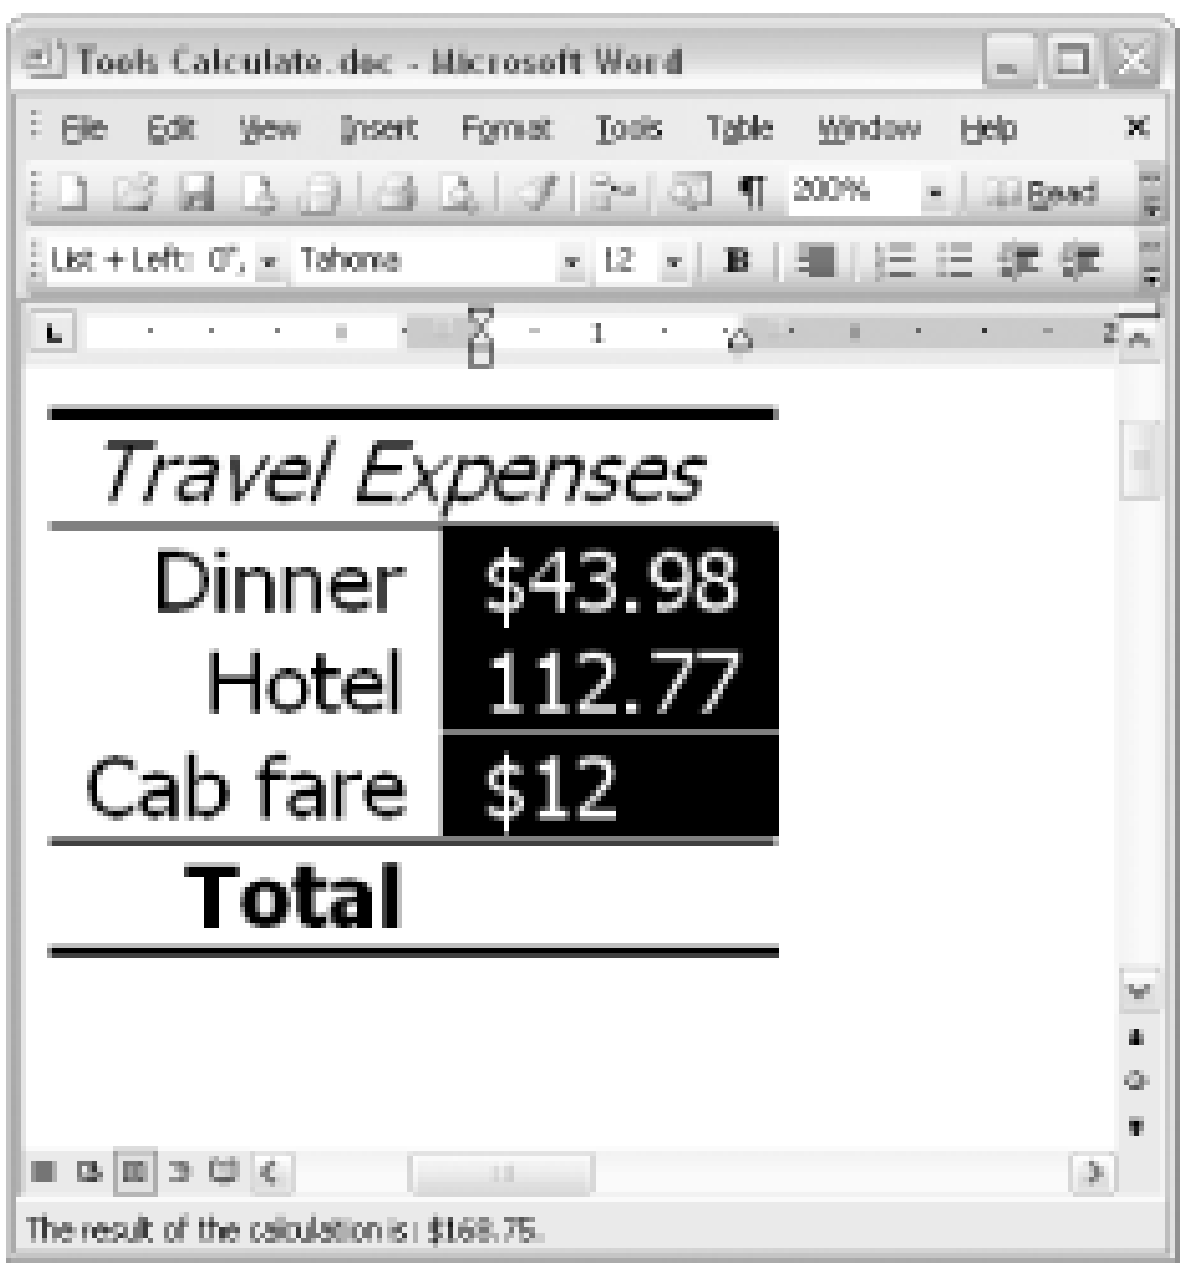 Tools Calculate.doc - Microsoft Word
File Edit View Insert Format Tools Table Window Help
200% Read
List + Left: 0", Tahoma 12 B
L 1 2
Travel Expenses
Dinner $43.98
Hotel 112.77
Cab fare $12
Total
The result of the calculation is: $168.75.